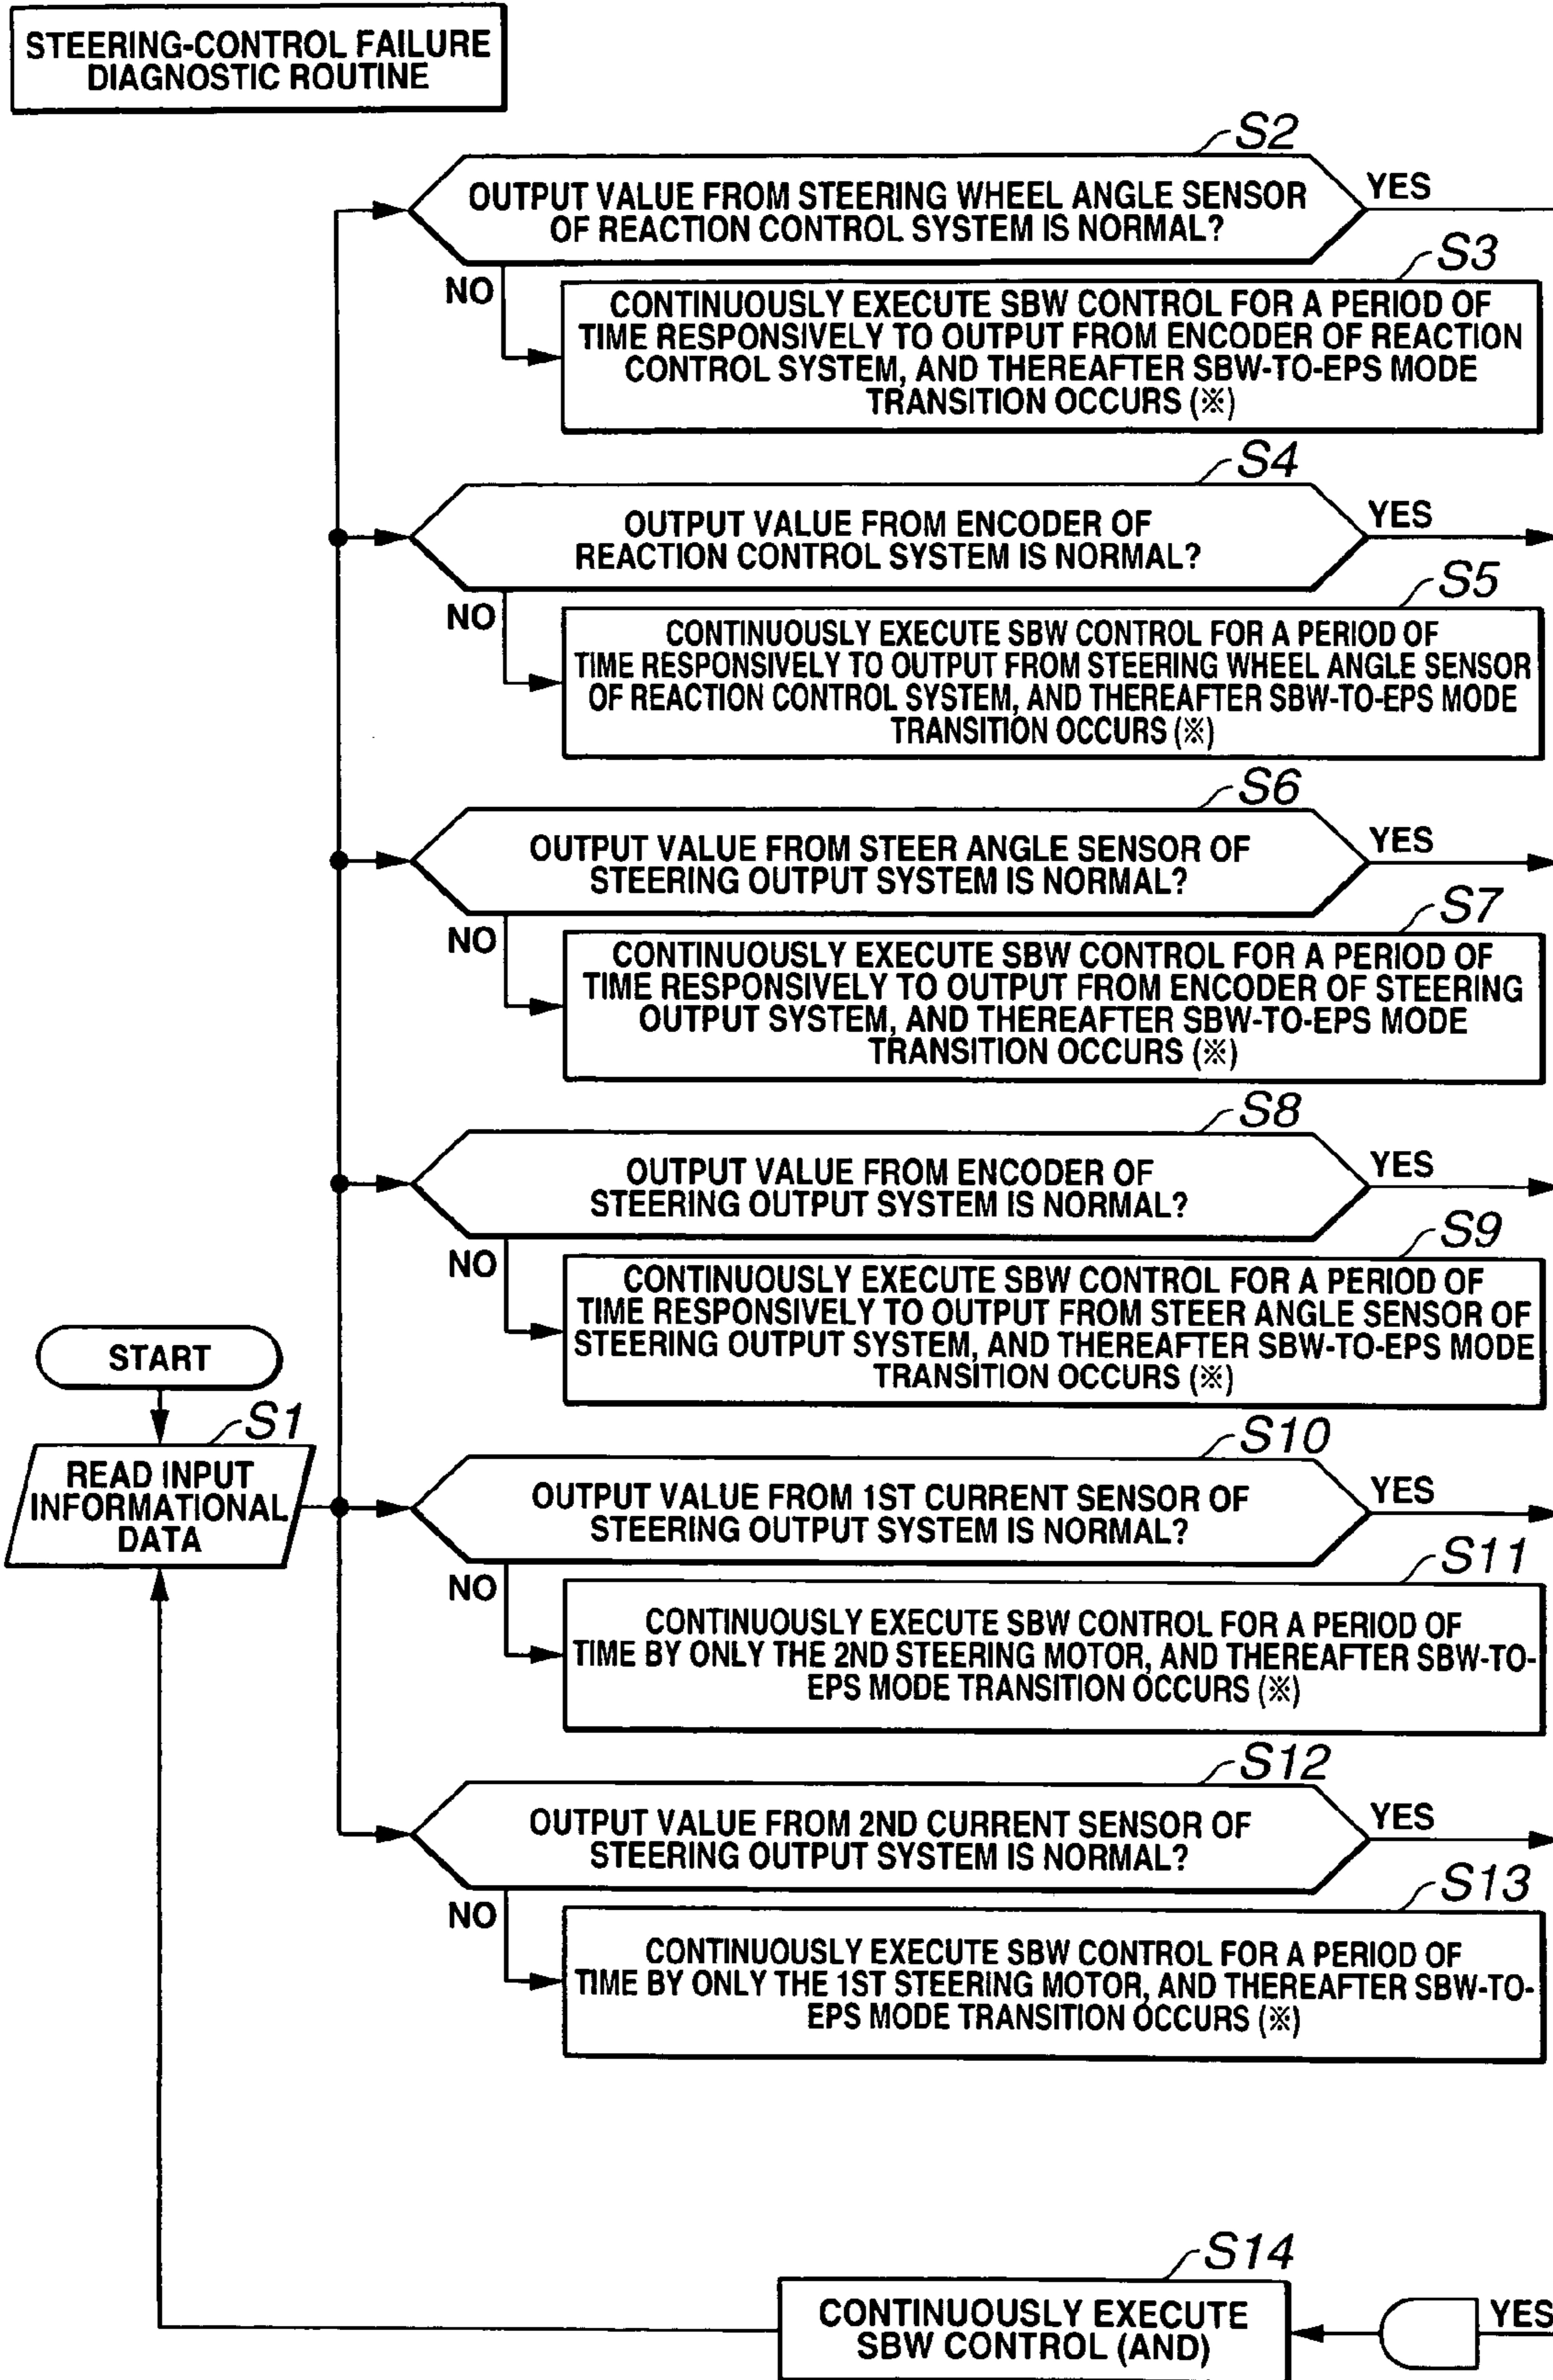 STEERING-CONTROL FAILURE
DIAGNOSTIC ROUTINE
S2
OUTPUT VALUE FROM STEERING WHEEL ANGLE SENSOR
OF REACTION CONTROL SYSTEM IS NORMAL?
YES
NO
S3
CONTINUOUSLY EXECUTE SBW CONTROL FOR A PERIOD OF
TIME RESPONSIVELY TO OUTPUT FROM ENCODER OF REACTION
CONTROL SYSTEM, AND THEREAFTER SBW-TO-EPS MODE
TRANSITION OCCURS (※)
S4
OUTPUT VALUE FROM ENCODER OF
REACTION CONTROL SYSTEM IS NORMAL?
YES
NO
S5
CONTINUOUSLY EXECUTE SBW CONTROL FOR A PERIOD OF
TIME RESPONSIVELY TO OUTPUT FROM STEERING WHEEL ANGLE SENSOR
OF REACTION CONTROL SYSTEM, AND THEREAFTER SBW-TO-EPS MODE
TRANSITION OCCURS (※)
S6
OUTPUT VALUE FROM STEER ANGLE SENSOR OF
STEERING OUTPUT SYSTEM IS NORMAL?
YES
NO
S7
CONTINUOUSLY EXECUTE SBW CONTROL FOR A PERIOD OF
TIME RESPONSIVELY TO OUTPUT FROM ENCODER OF STEERING
OUTPUT SYSTEM, AND THEREAFTER SBW-TO-EPS MODE
TRANSITION OCCURS (※)
S8
OUTPUT VALUE FROM ENCODER OF
STEERING OUTPUT SYSTEM IS NORMAL?
YES
NO
S9
CONTINUOUSLY EXECUTE SBW CONTROL FOR A PERIOD OF
TIME RESPONSIVELY TO OUTPUT FROM STEER ANGLE SENSOR OF
STEERING OUTPUT SYSTEM, AND THEREAFTER SBW-TO-EPS MODE
TRANSITION OCCURS (※)
START
S1
READ INPUT
INFORMATIONAL
DATA
S10
OUTPUT VALUE FROM 1ST CURRENT SENSOR OF
STEERING OUTPUT SYSTEM IS NORMAL?
YES
NO
S11
CONTINUOUSLY EXECUTE SBW CONTROL FOR A PERIOD OF
TIME BY ONLY THE 2ND STEERING MOTOR, AND THEREAFTER SBW-TO-
EPS MODE TRANSITION OCCURS (※)
S12
OUTPUT VALUE FROM 2ND CURRENT SENSOR OF
STEERING OUTPUT SYSTEM IS NORMAL?
YES
NO
S13
CONTINUOUSLY EXECUTE SBW CONTROL FOR A PERIOD OF
TIME BY ONLY THE 1ST STEERING MOTOR, AND THEREAFTER SBW-TO-
EPS MODE TRANSITION OCCURS (※)
S14
CONTINUOUSLY EXECUTE
SBW CONTROL (AND)
YES